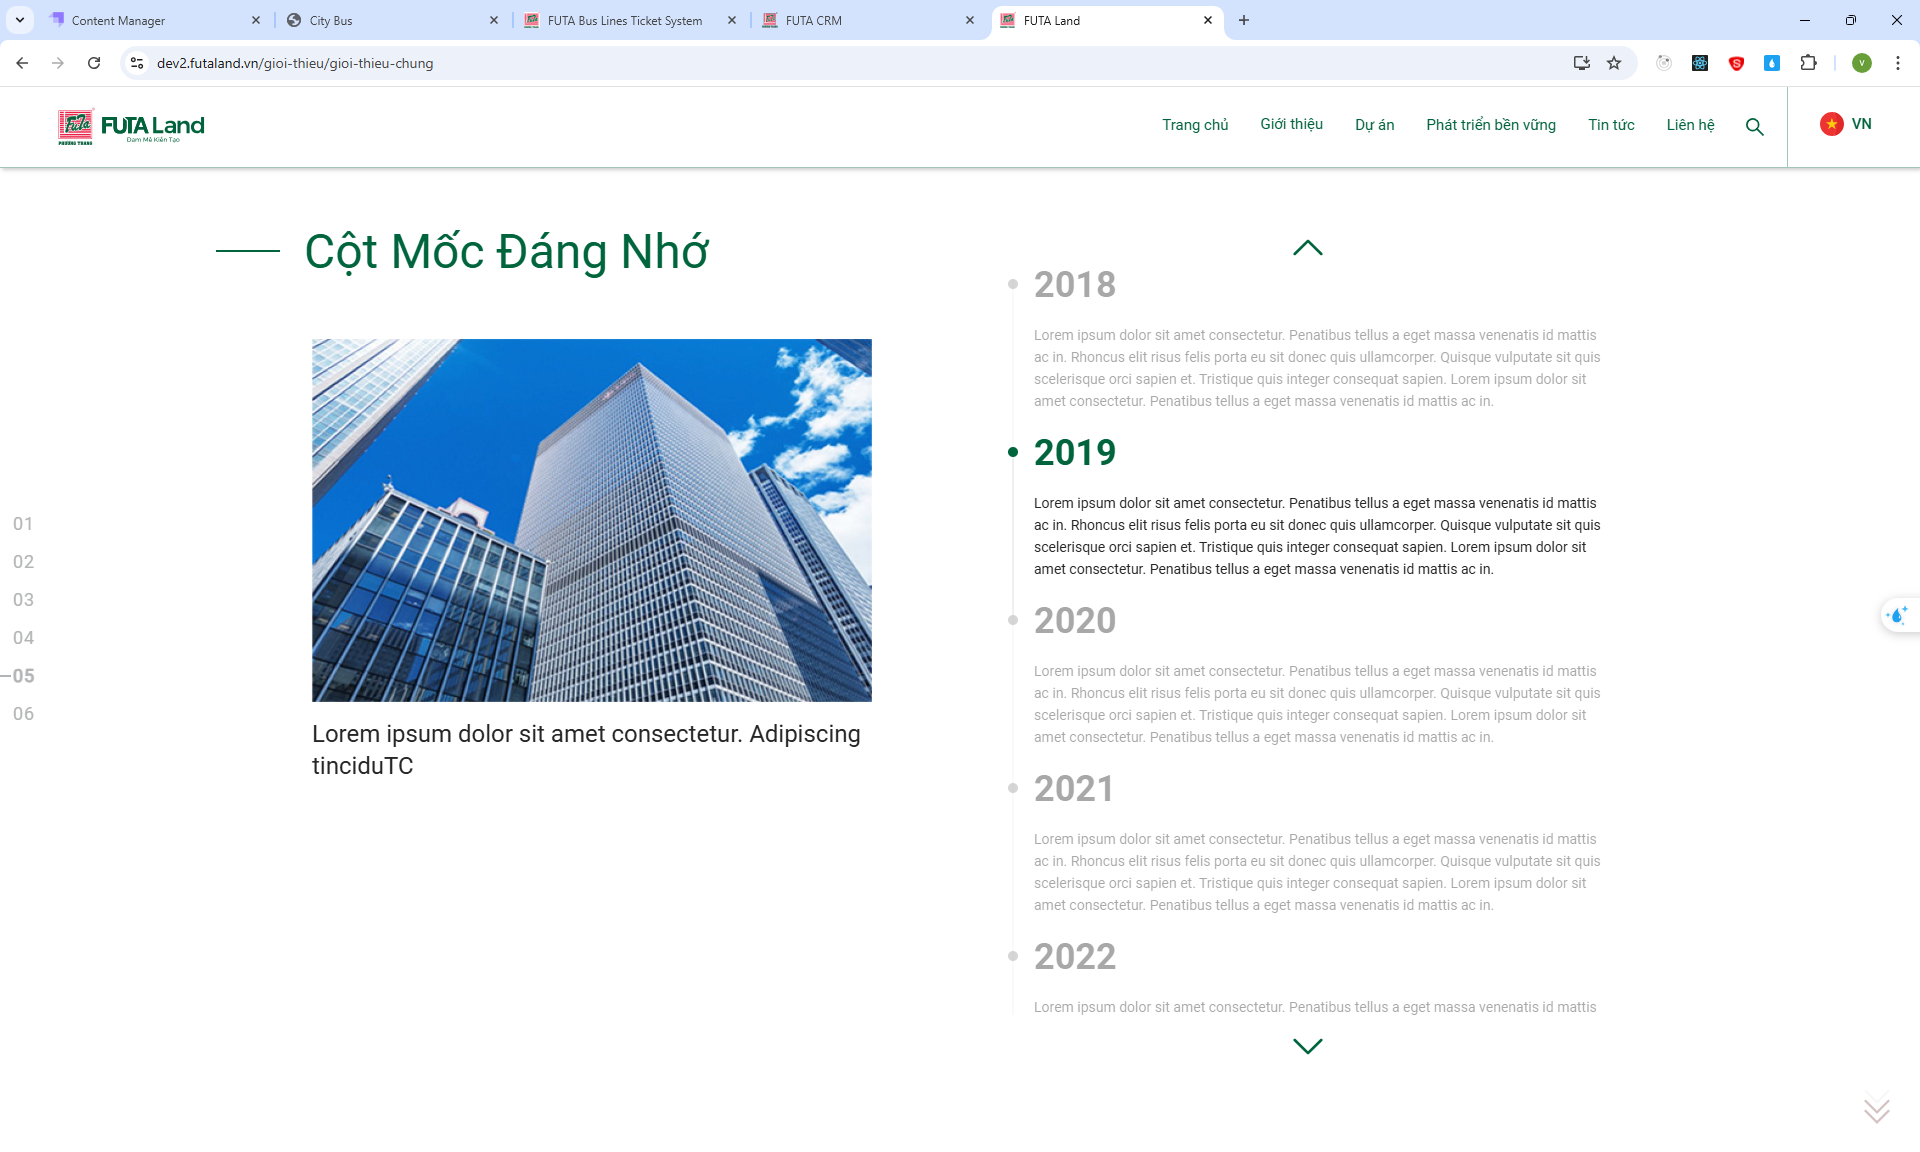 Content Manager
City Bus
FUTA Bus Lines Ticket System
FUTA CRM
FUTA Land
dev2.futaland.vn/gioi-thieu/gioi-thieu-chung
V
FUTA
PHƯƠNG TRANG
FUTA Land
Đam Mê Kiến Tạo
Trang chủ
Giới thiệu
Dự án
Phát triển bền vững
Tin tức
Liên hệ
VN
Cột Mốc Đáng Nhớ
01
02
03
04
05
06
Lorem ipsum dolor sit amet consectetur. Adipiscing
tinciduTC
2018
Lorem ipsum dolor sit amet consectetur. Penatibus tellus a eget massa venenatis id mattis
ac in. Rhoncus elit risus felis porta eu sit donec quis ullamcorper. Quisque vulputate sit quis
scelerisque orci sapien et. Tristique quis integer consequat sapien. Lorem ipsum dolor sit
amet consectetur. Penatibus tellus a eget massa venenatis id mattis ac in.
2019
Lorem ipsum dolor sit amet consectetur. Penatibus tellus a eget massa venenatis id mattis
ac in. Rhoncus elit risus felis porta eu sit donec quis ullamcorper. Quisque vulputate sit quis
scelerisque orci sapien et. Tristique quis integer consequat sapien. Lorem ipsum dolor sit
amet consectetur. Penatibus tellus a eget massa venenatis id mattis ac in.
2020
Lorem ipsum dolor sit amet consectetur. Penatibus tellus a eget massa venenatis id mattis
ac in. Rhoncus elit risus felis porta eu sit donec quis ullamcorper. Quisque vulputate sit quis
scelerisque orci sapien et. Tristique quis integer consequat sapien. Lorem ipsum dolor sit
amet consectetur. Penatibus tellus a eget massa venenatis id mattis ac in.
2021
Lorem ipsum dolor sit amet consectetur. Penatibus tellus a eget massa venenatis id mattis
ac in. Rhoncus elit risus felis porta eu sit donec quis ullamcorper. Quisque vulputate sit quis
scelerisque orci sapien et. Tristique quis integer consequat sapien. Lorem ipsum dolor sit
amet consectetur. Penatibus tellus a eget massa venenatis id mattis ac in.
2022
Lorem ipsum dolor sit amet consectetur. Penatibus tellus a eget massa venenatis id mattis